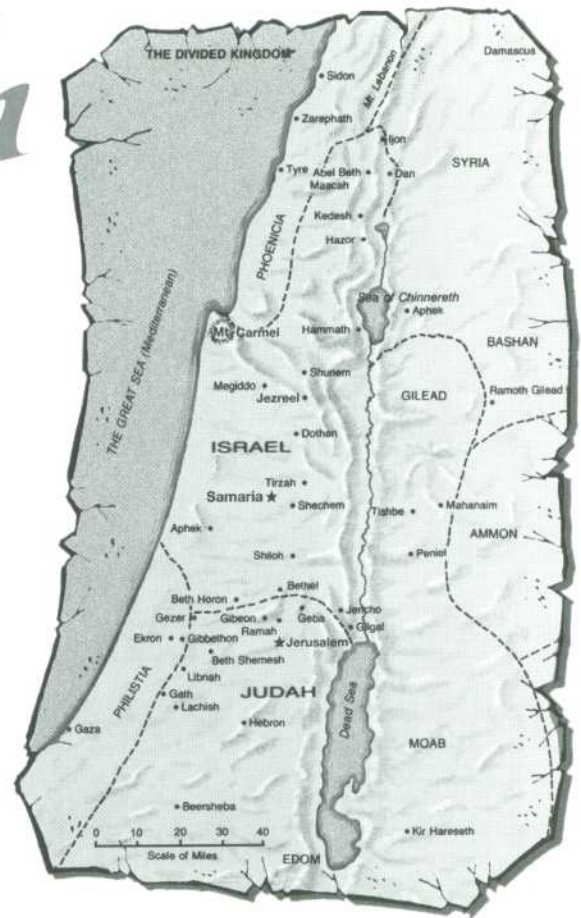 THE DIVIDED KINGDOM
Damascus
Sidon
Mt. Lebanon
Zarephath
Ijon
SYRIA
Tyre
Abel Beth
Maacah
Dan
PHOENICIA
Kedesh
Hazor
THE GREAT SEA (Mediterranean)
Sea of Chinnereth
Aphek
Mt. Carmel
Hammath
BASHAN
Shunem
Megiddo
Jezreel
GILEAD
Ramoth Gilead
Dothan
ISRAEL
Tirzah
Samaria
Shechem
Mahanaim
Tishbe
Aphek
AMMON
Shiloh
Peniel
Bethel
Beth Horon
Jericho
Gezer
Gibeon
Geba
Ramah
Gilgal
Ekron
Gibbethon
Jerusalem
Beth Shemesh
Libnah
PHILISTIA
Gath
JUDAH
Lachish
Dead Sea
Hebron
Gaza
MOAB
Beersheba
Kir Hareseth
0 10 20 30 40
Scale of Miles
EDOM